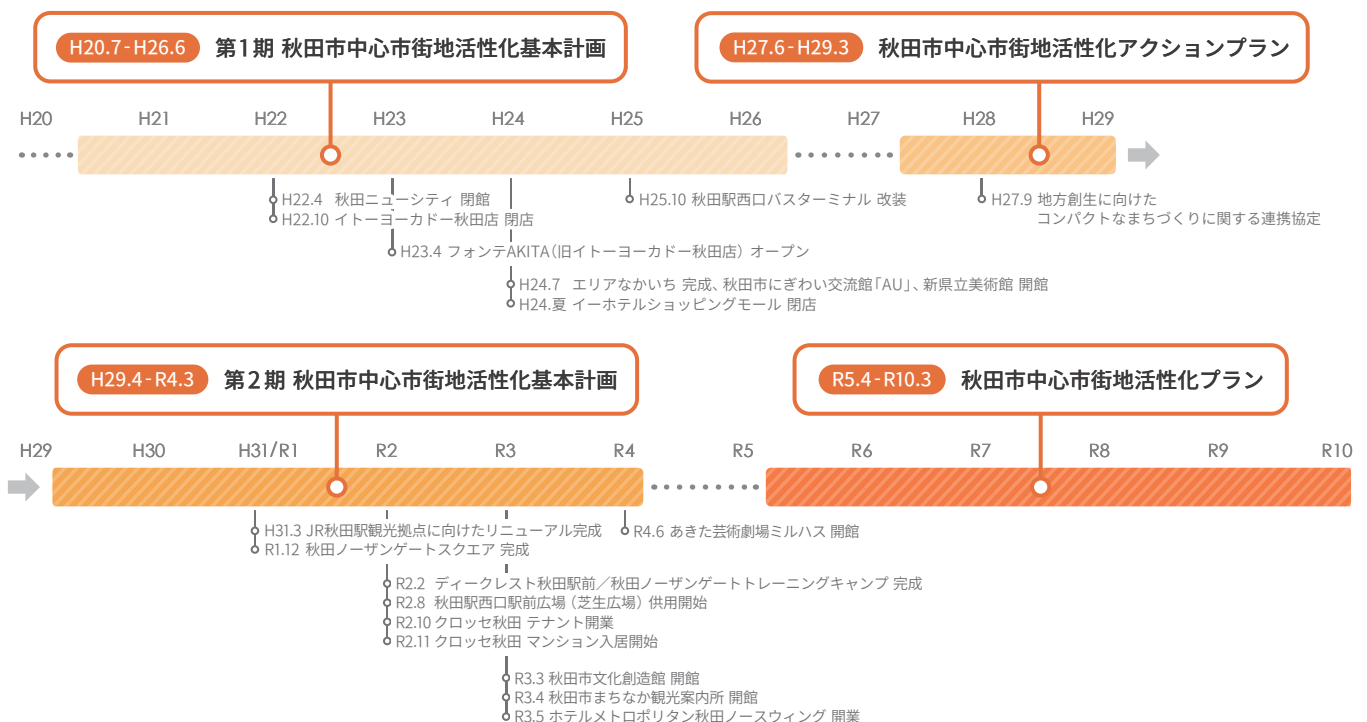 H20.7-H26.6 第1期 秋田市中心市街地活性化基本計画
H27.6-H29.3 秋田市中心市街地活性化アクションプラン
H20 H21 H22 H23 H24 H25 H26 H27 H28 H29
H22.4 秋田ニューシティ 閉館
H22.10 イトーヨーカドー秋田店 閉店
H25.10 秋田駅西口バスターミナル 改装
H27.9 地方創生に向けた
コンパクトなまちづくりに関する連携協定
H23.4 フォンテAKITA(旧イトーヨーカドー秋田店) オープン
H24.7 エリアなかいち 完成、秋田市にぎわい交流館「AU」、新県立美術館 開館
H24.夏 イーホテルショッピングモール 閉店
H29.4-R4.3 第2期 秋田市中心市街地活性化基本計画
R5.4-R10.3 秋田市中心市街地活性化プラン
H29 H30 H31/R1 R2 R3 R4 R5 R6 R7 R8 R9 R10
H31.3 JR秋田駅観光拠点に向けたリニューアル完成
R1.12 秋田ノーザンゲートスクエア 完成
R4.6 あきた芸術劇場ミルハス 開館
R2.2 ディークレスト秋田駅前／秋田ノーザンゲートトレーニングキャンプ 完成
R2.8 秋田駅西口駅前広場(芝生広場) 供用開始
R2.10 クロッセ秋田 テナント開業
R2.11 クロッセ秋田 マンション入居開始
R3.3 秋田市文化創造館 開館
R3.4 秋田市まちなか観光案内所 開館
R3.5 ホテルメトロポリタン秋田ノースウィング 開業